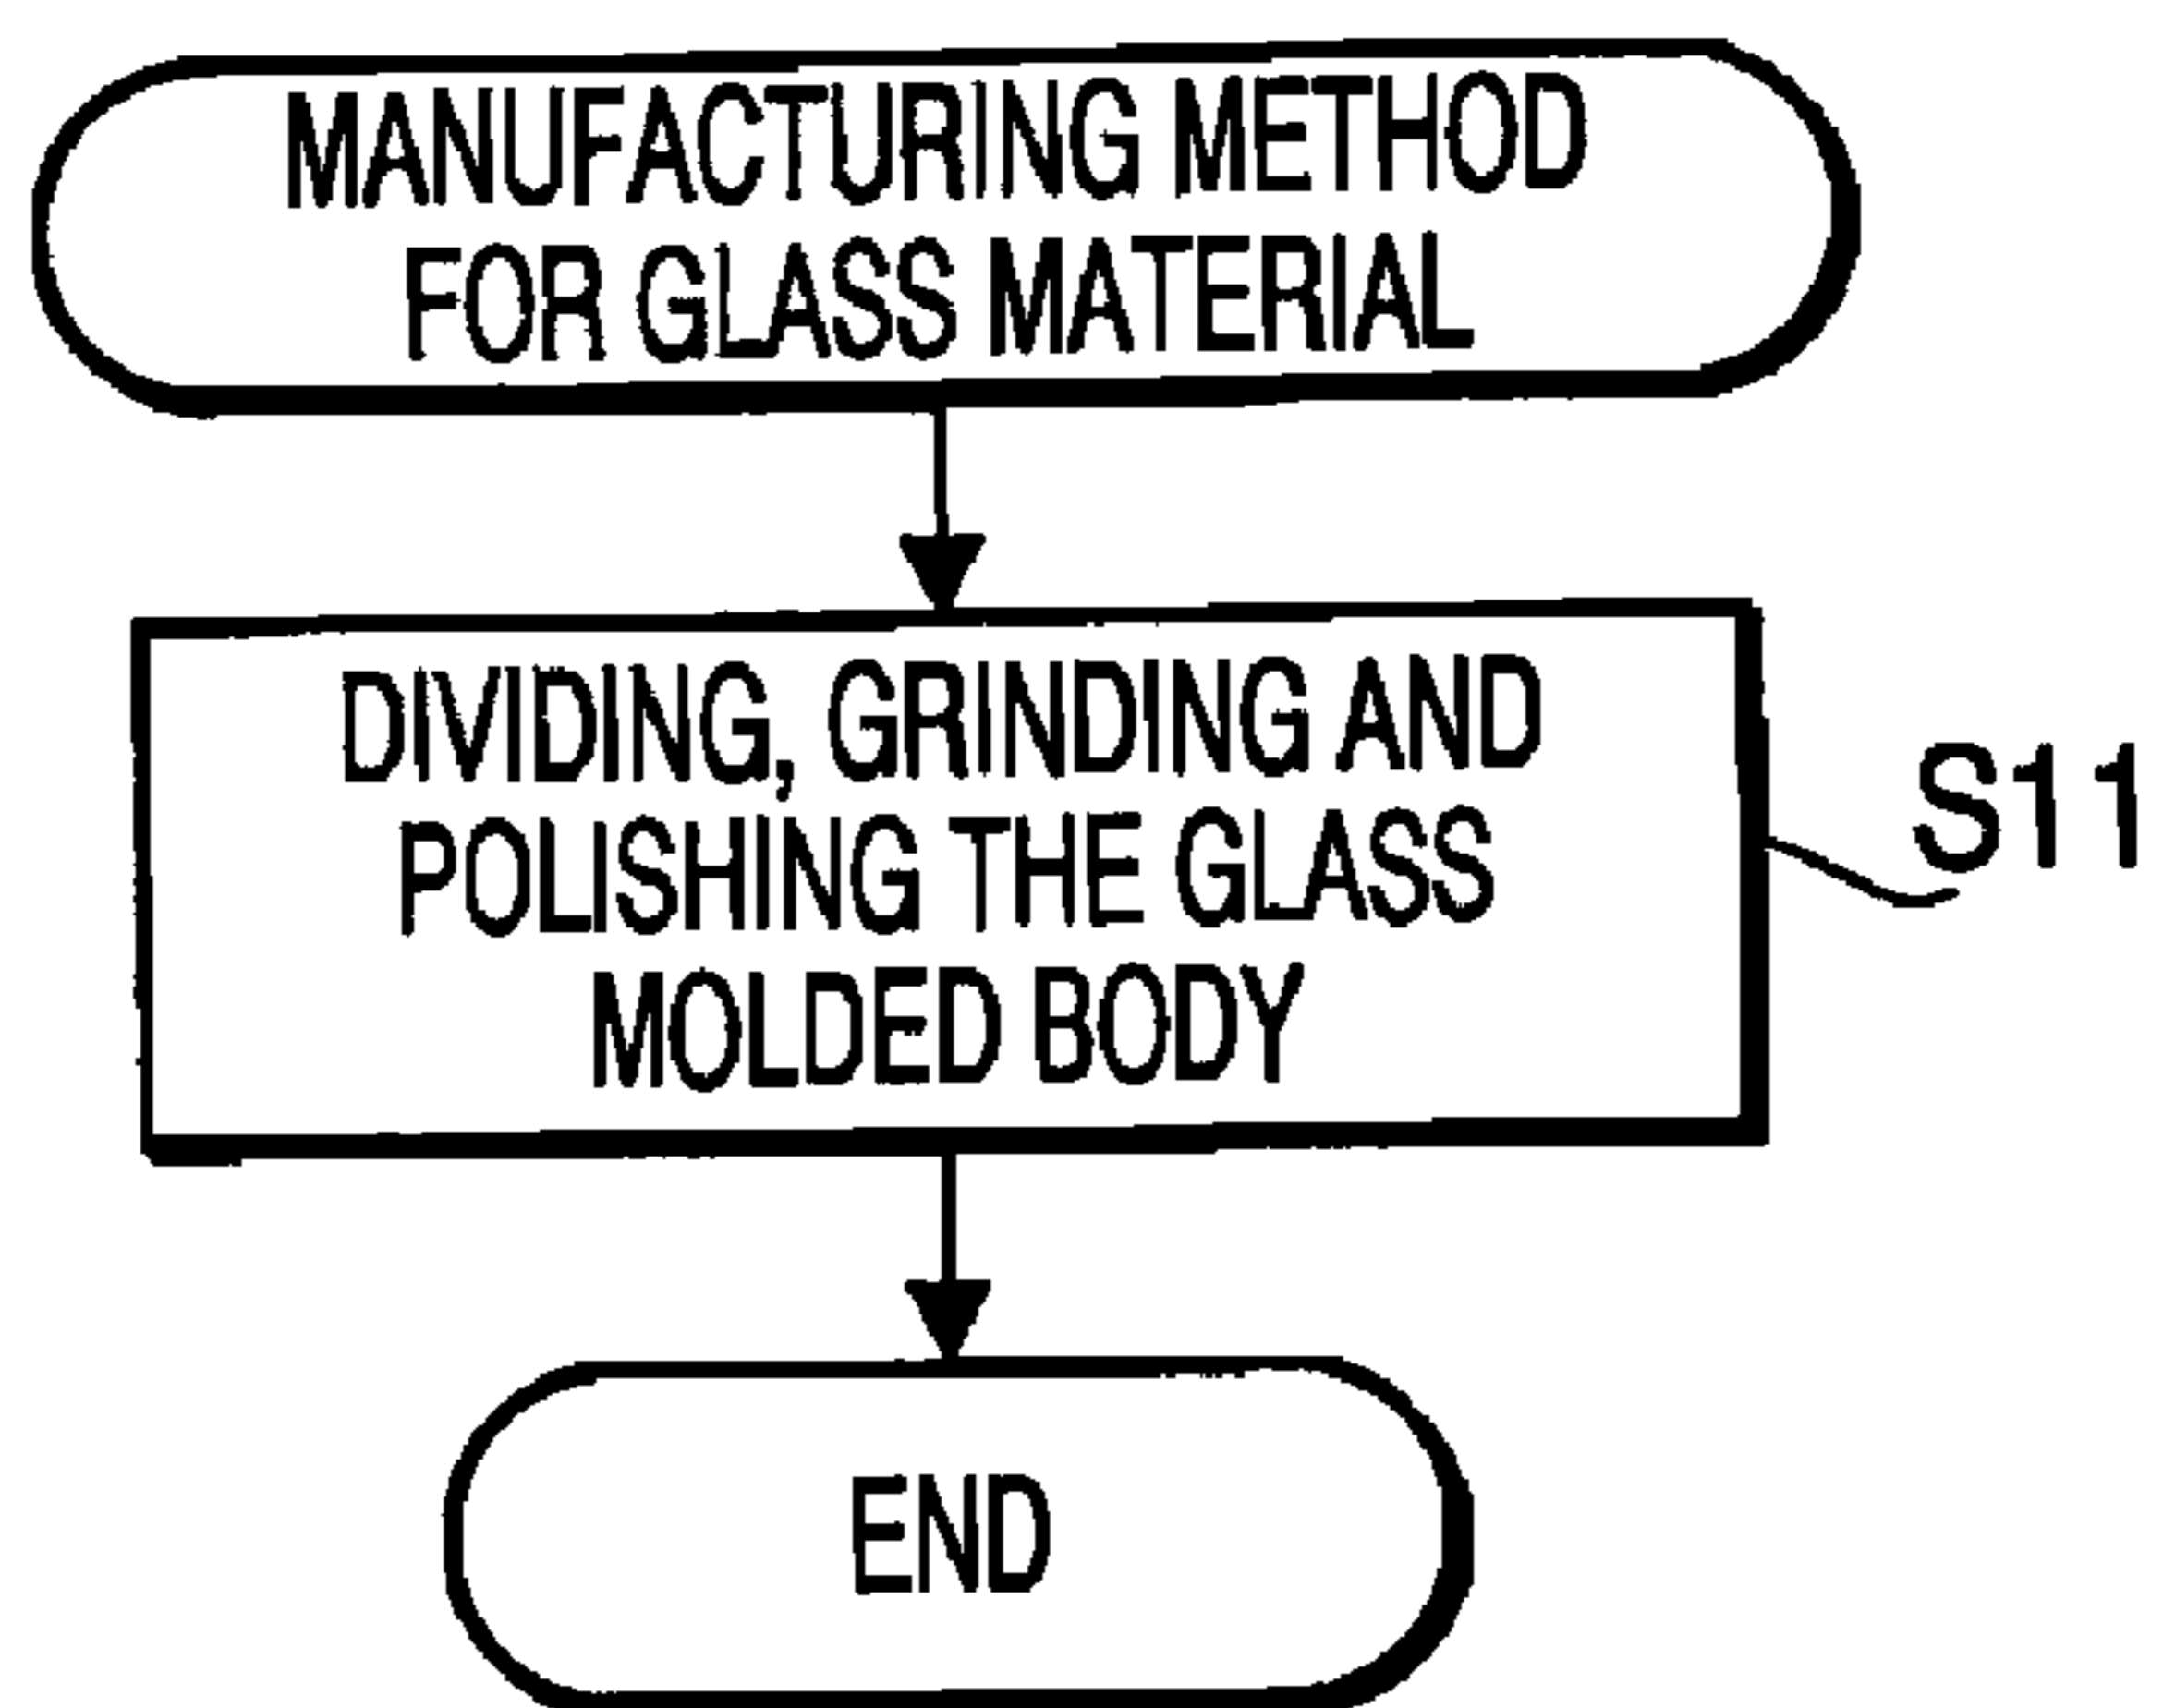 MANUFACTURING METHOD
FOR GLASS MATERIAL
DIVIDING, GRINDING AND
POLISHING THE GLASS
MOLDED BODY
S11
END